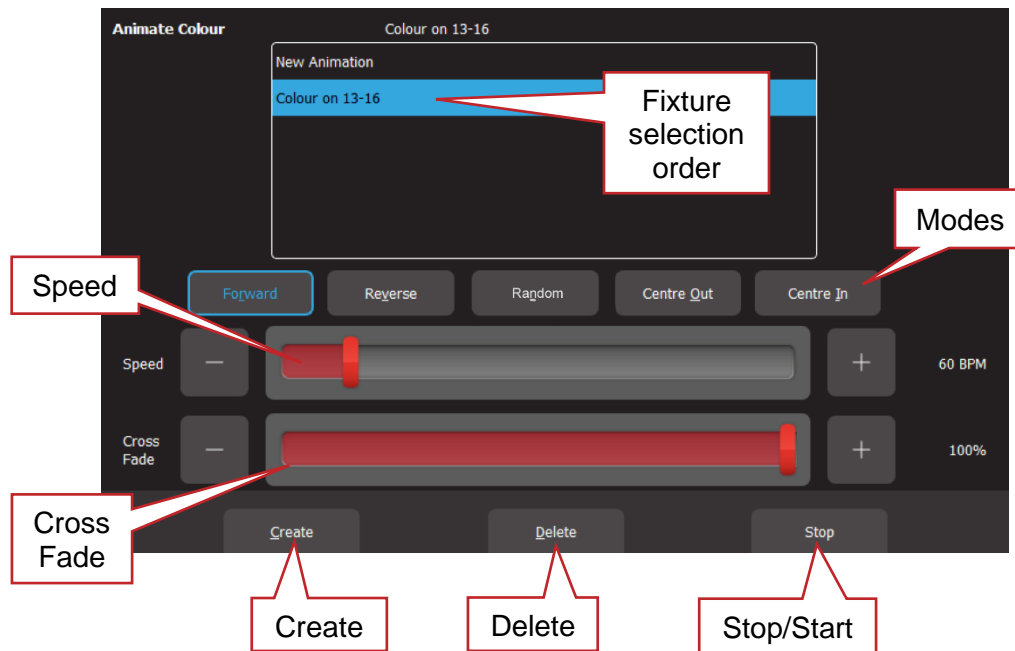 Animate Colour
Colour on 13-16
New Animation
Colour on 13-16
Fixture
selection
order
Modes
Speed
Forward
Reverse
Random
Centre Out
Centre In
Speed
−
+
60 BPM
Cross
Fade
−
+
100%
Cross
Fade
Create
Delete
Stop
Create
Delete
Stop/Start